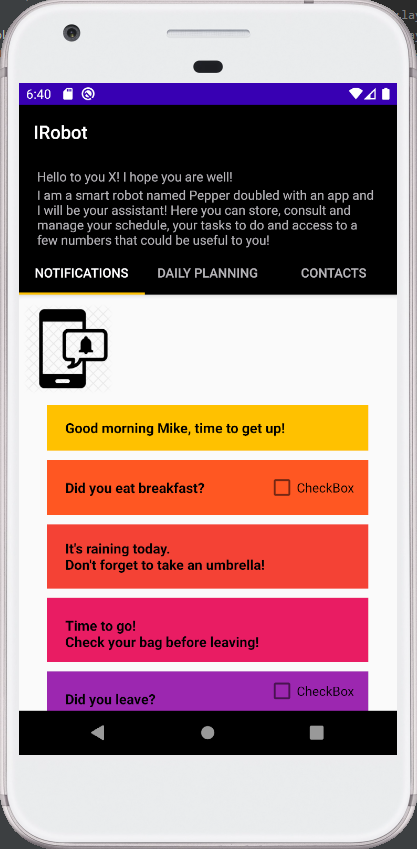 6:40
IRobot
Hello to you X! I hope you are well!
I am a smart robot named Pepper doubled with an app and
I will be your assistant! Here you can store, consult and
manage your schedule, your tasks to do and access to a
few numbers that could be useful to you!
NOTIFICATIONS DAILY PLANNING CONTACTS
Good morning Mike, time to get up!
Did you eat breakfast? CheckBox
It's raining today.
Don't forget to take an umbrella!
Time to go!
Check your bag before leaving!
Did you leave? CheckBox